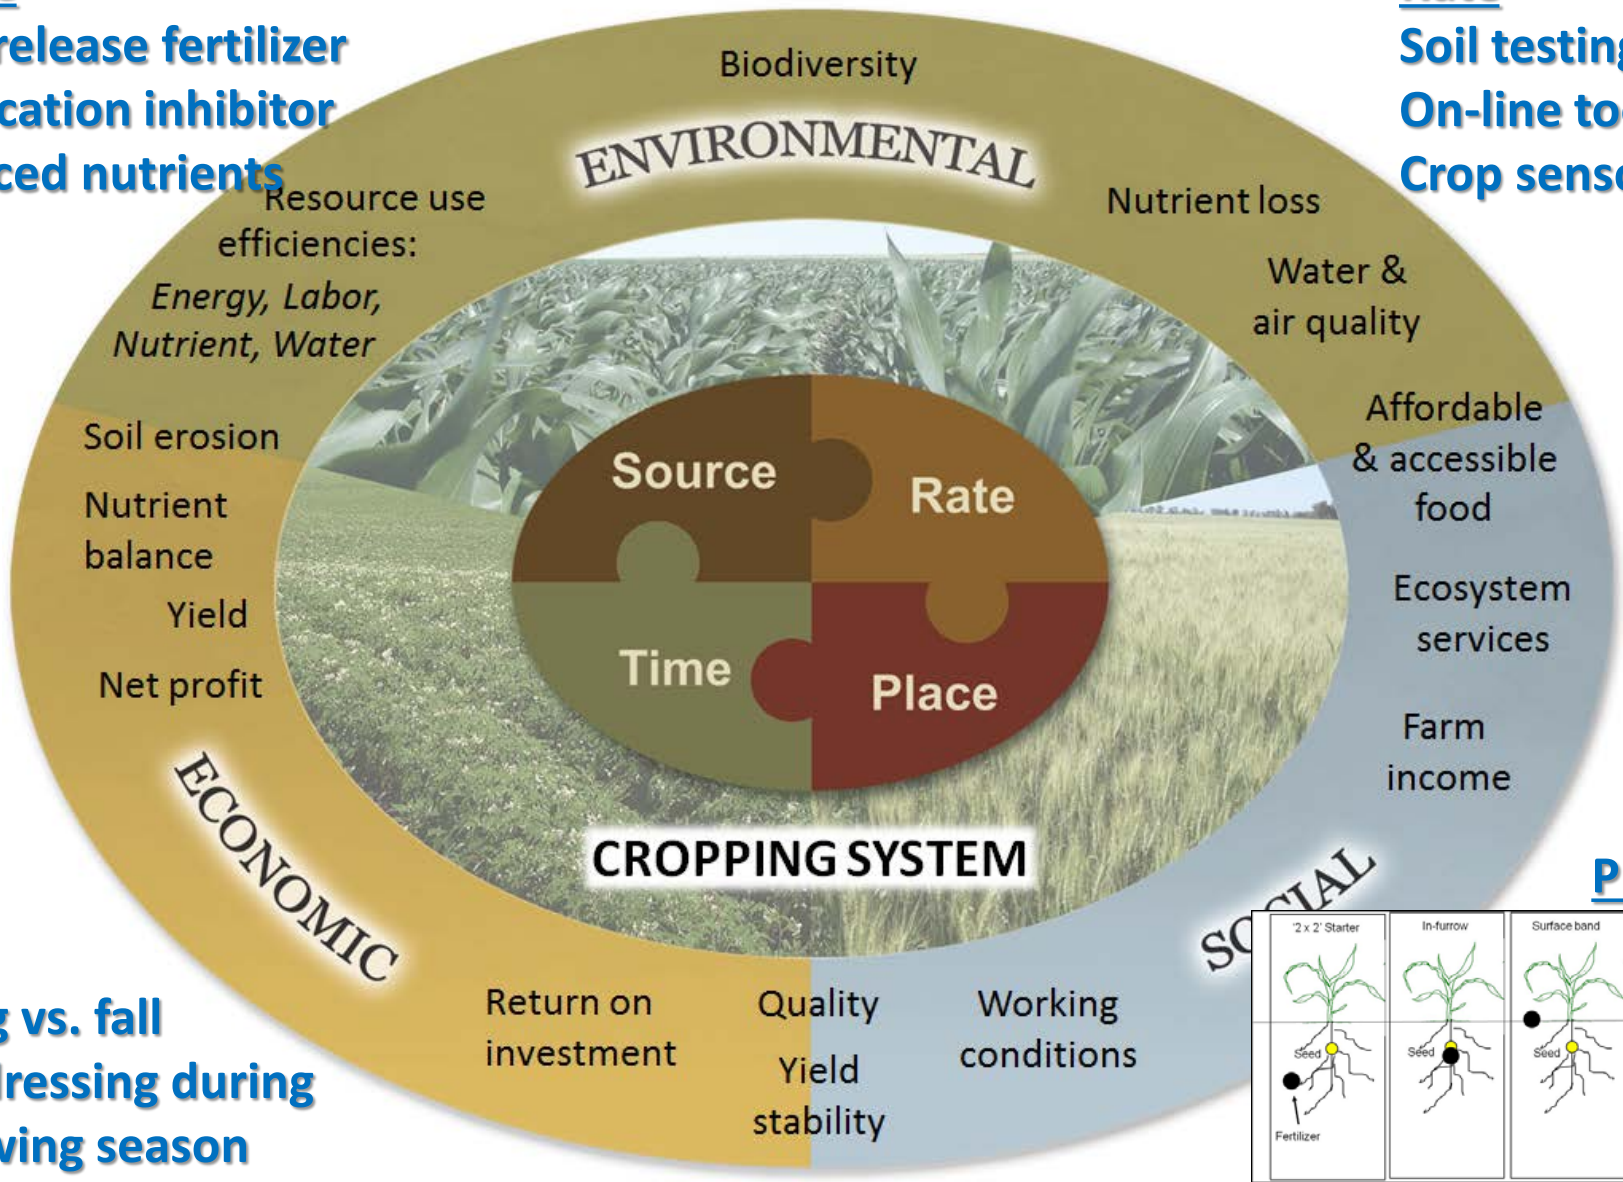 release fertilizer
cation inhibitor
ced nutrients
Rate
Soil testing
On-line to
Crop sens
Biodiversity
ENVIRONMENTAL
Resource use
efficiencies:
Energy, Labor,
Nutrient, Water
Nutrient loss
Water &
air quality
Soil erosion
Nutrient
balance
Yield
Net profit
Affordable
& accessible
food
Ecosystem
services
Farm
income
Source
Rate
Time
Place
CROPPING SYSTEM
ECONOMIC
SOCIAL
Return on
investment
Quality
Yield
stability
Working
conditions
g vs. fall
dressing during
wing season
P
'2 x 2' Starter
In-furrow
Surface band
Seed
Seed
Seed
Fertilizer